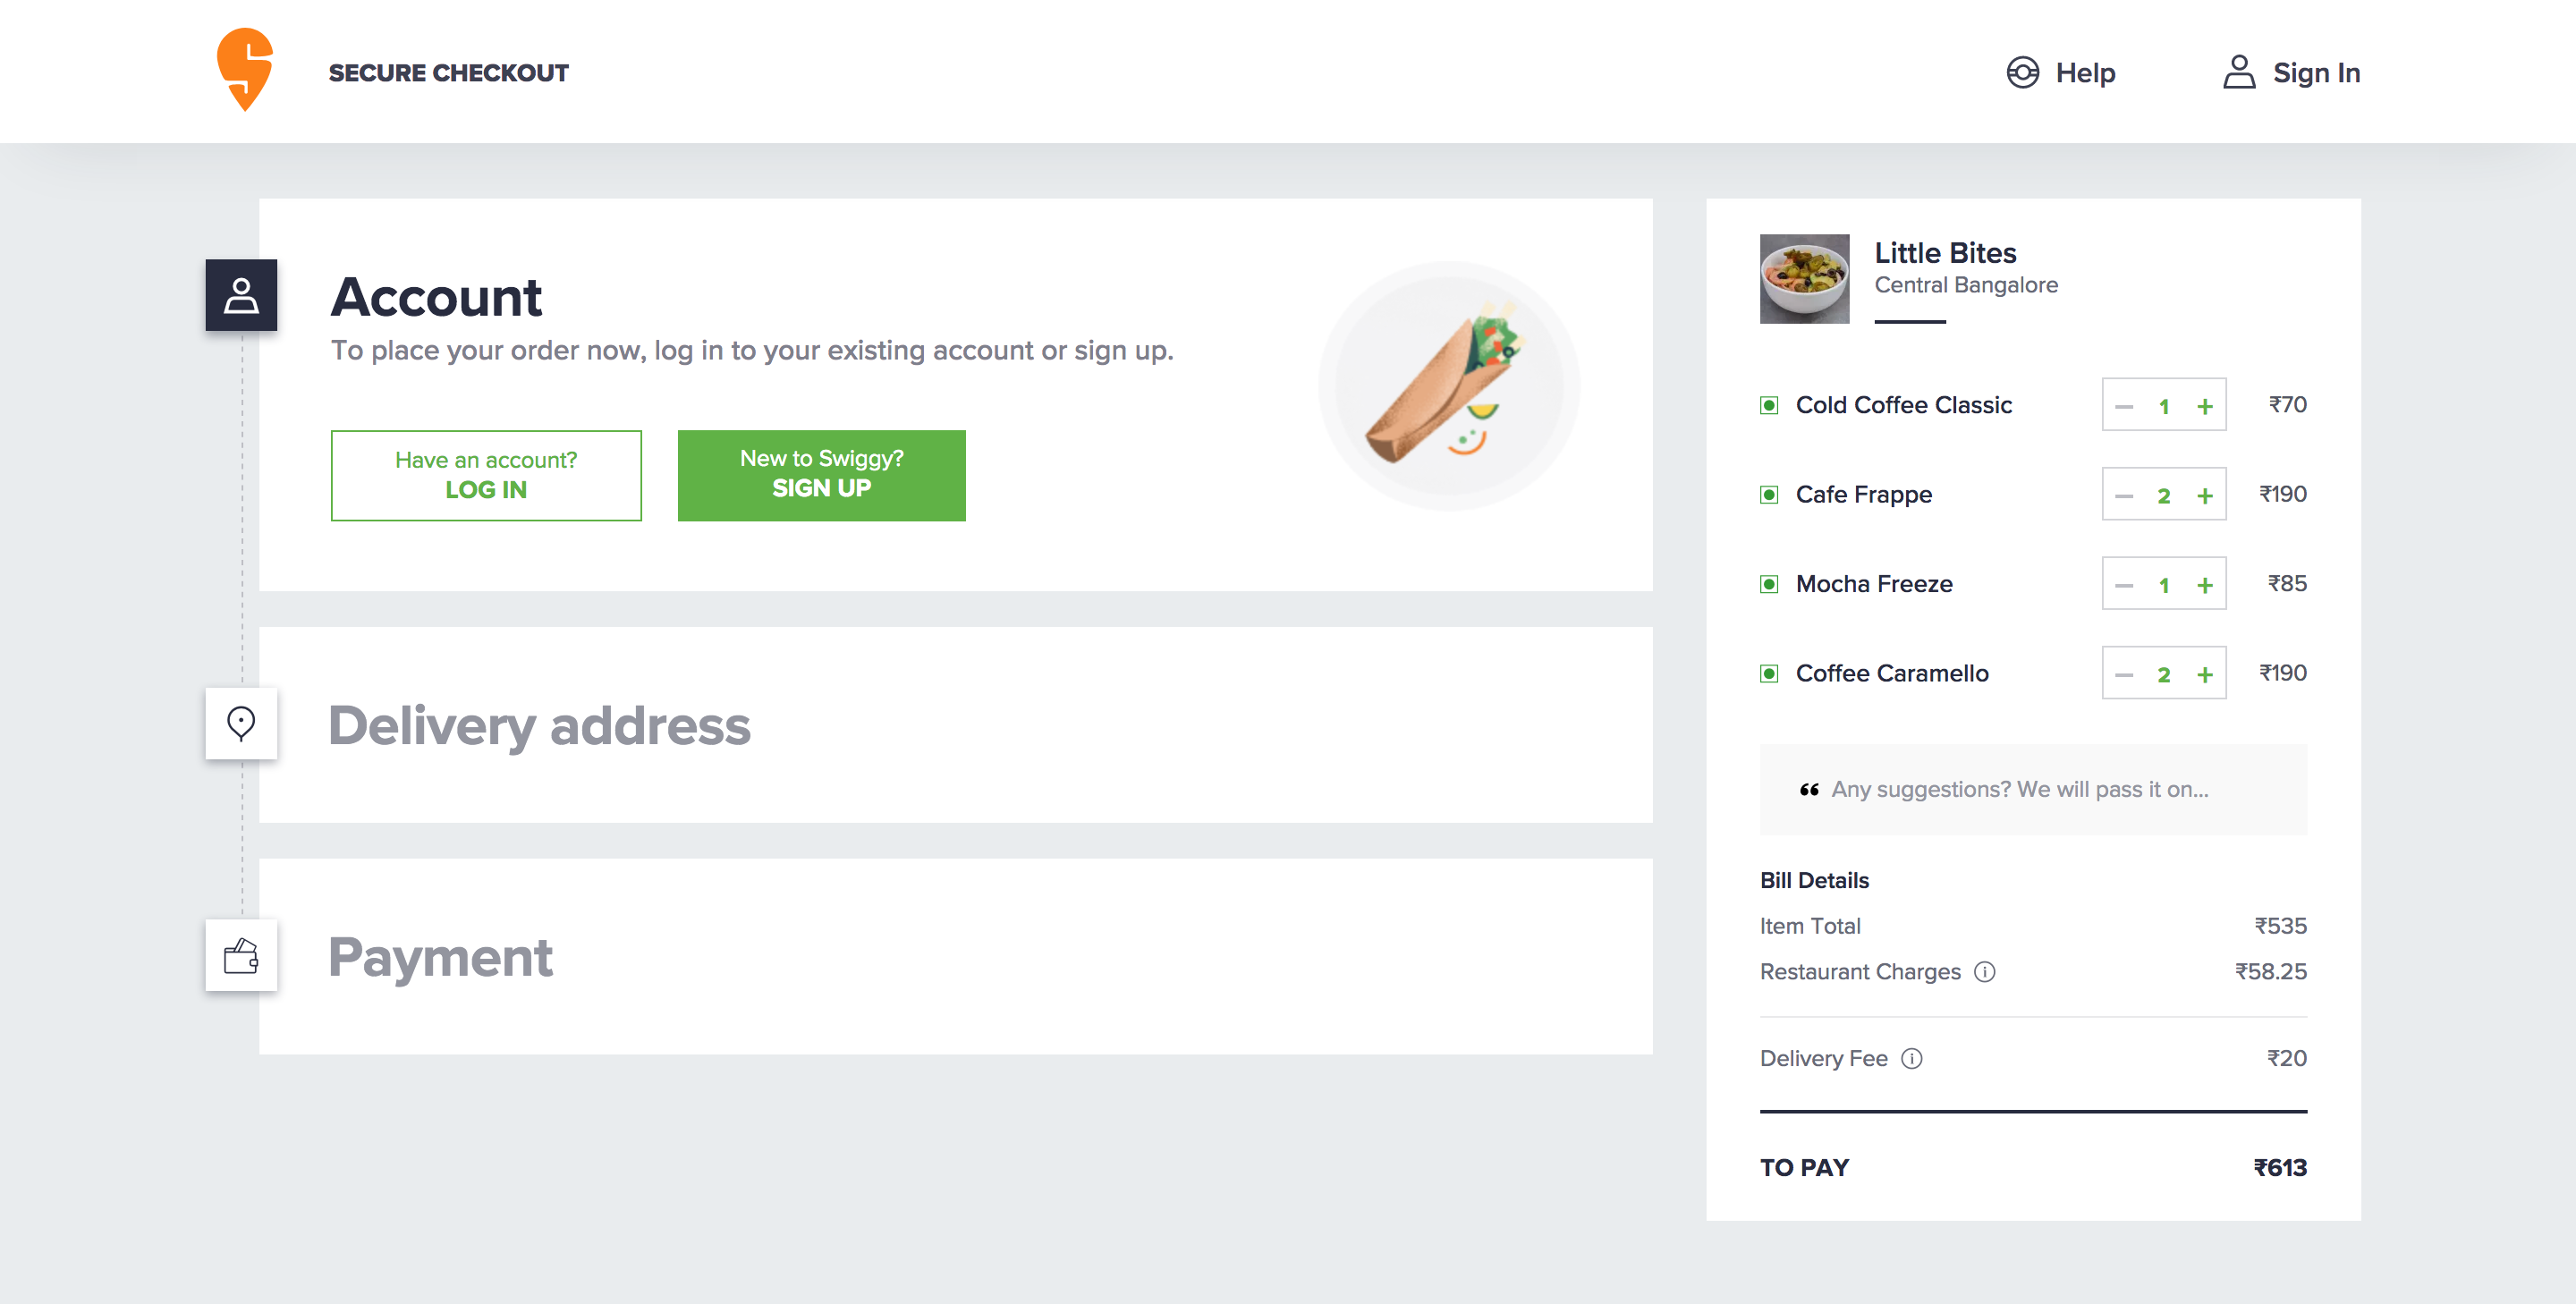 SECURE CHECKOUT
Help
Sign In
Account
To place your order now, log in to your existing account or sign up.
Have an account?
LOG IN
New to Swiggy?
SIGN UP
Delivery address
Payment
Little Bites
Central Bangalore
Cold Coffee Classic − 1 + ₹70
Cafe Frappe − 2 + ₹190
Mocha Freeze − 1 + ₹85
Coffee Caramello − 2 + ₹190
“ Any suggestions? We will pass it on...
Bill Details
Item Total ₹535
Restaurant Charges ₹58.25
Delivery Fee ₹20
TO PAY ₹613